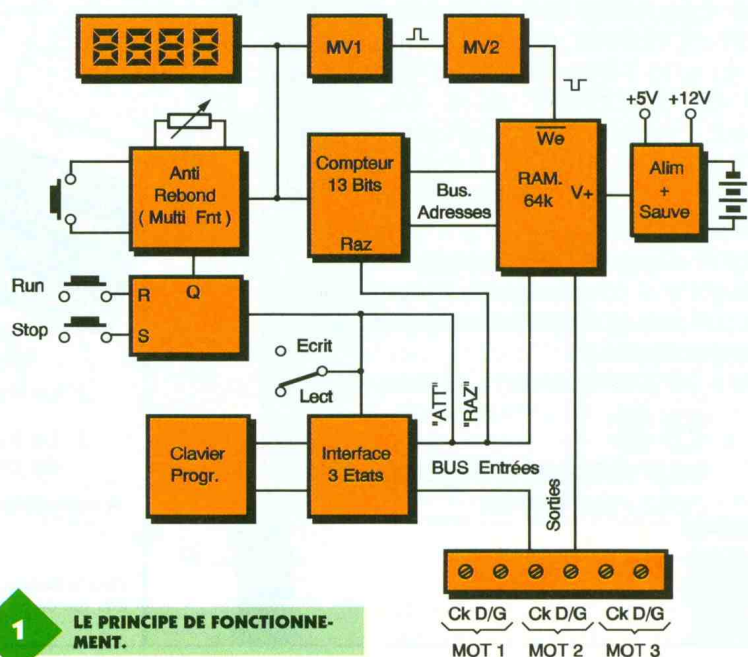 8888
MV1
MV2
+5V +12V
We
Anti
Rebond
( Multi Fnt )
Compteur
13 Bits
Raz
Bus.
Adresses
RAM.
64k
V+
Alim
+
Sauve
Run
Stop
R
S
Q
Ecrit
Lect
"ATT"
"RAZ"
Clavier
Progr.
Interface
3 Etats
BUS Entrées
Sorties
Ck D/G Ck D/G Ck D/G
MOT 1 MOT 2 MOT 3
1
LE PRINCIPE DE FONCTIONNE-
MENT.